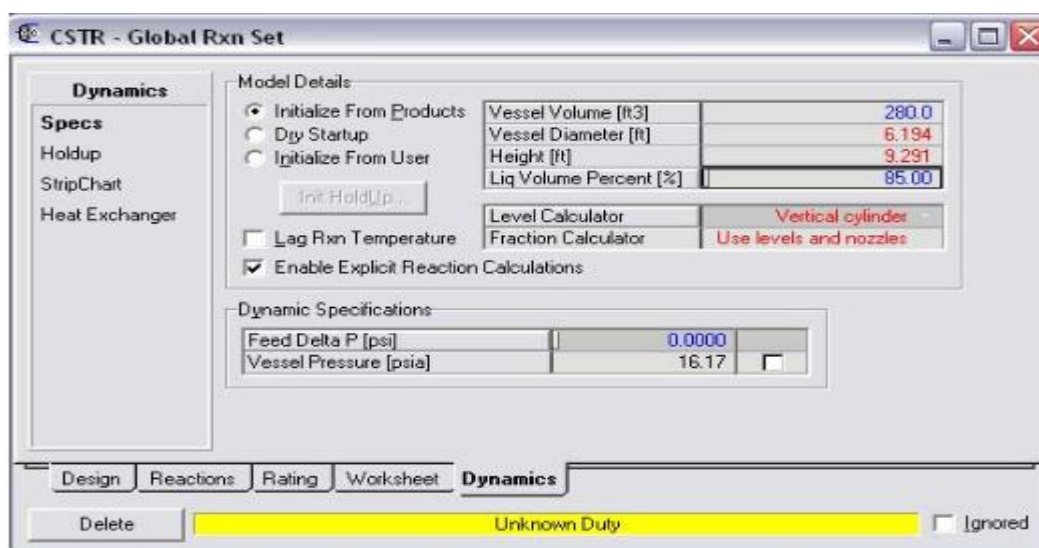 CSTR - Global Rxn Set
Dynamics
Specs
Holdup
StripChart
Heat Exchanger
Model Details
Initialize From Products
Dry Startup
Initialize From User
Init HoldUp...
Lag Rxn Temperature
Enable Explicit Reaction Calculations
Vessel Volume [ft3] 280.0
Vessel Diameter [ft] 6.194
Height [ft] 9.291
Liq Volume Percent [%] 85.00
Level Calculator Vertical cylinder
Fraction Calculator Use levels and nozzles
Dynamic Specifications
Feed Delta P [psi] 0.0000
Vessel Pressure [psia] 16.17
Design Reactions Rating Worksheet Dynamics
Delete Unknown Duty Ignored